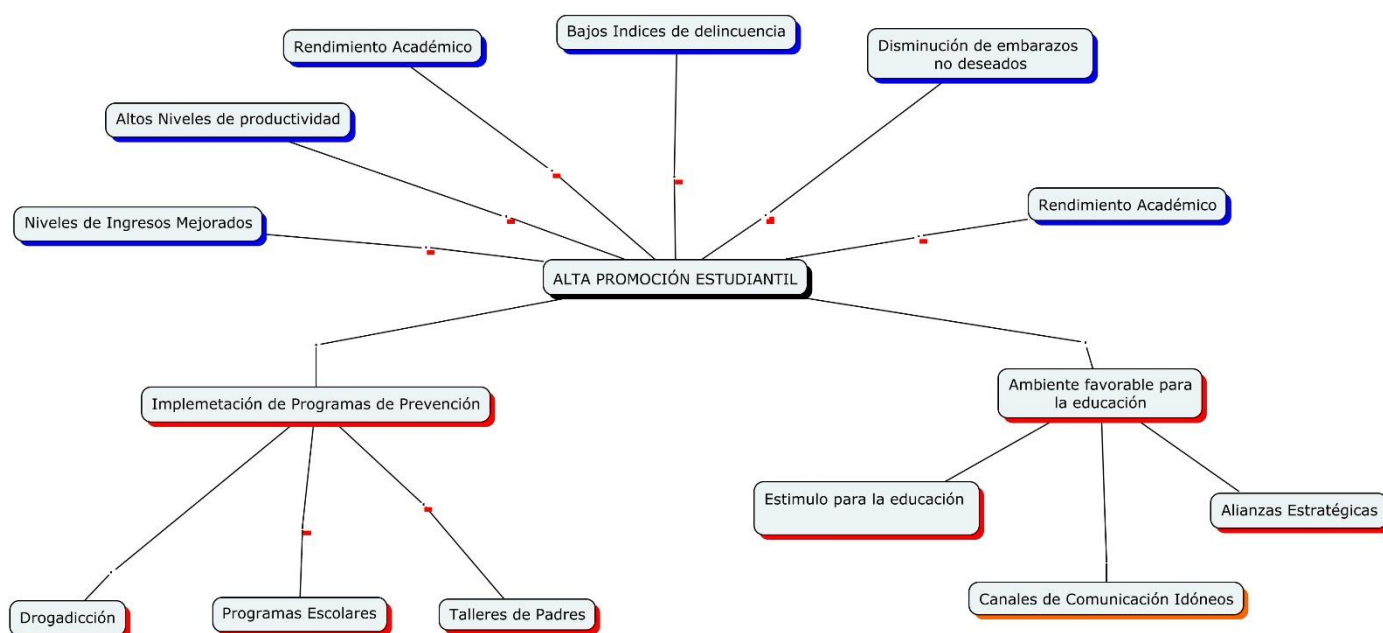 Bajos Indices de delincuencia
Rendimiento Académico
Disminución de embarazos
no deseados
Altos Niveles de productividad
Rendimiento Académico
Niveles de Ingresos Mejorados
ALTA PROMOCIÓN ESTUDIANTIL
Implemetación de Programas de Prevención
Ambiente favorable para
la educación
Estimulo para la educación
Alianzas Estratégicas
Canales de Comunicación Idóneos
Drogadicción
Programas Escolares
Talleres de Padres